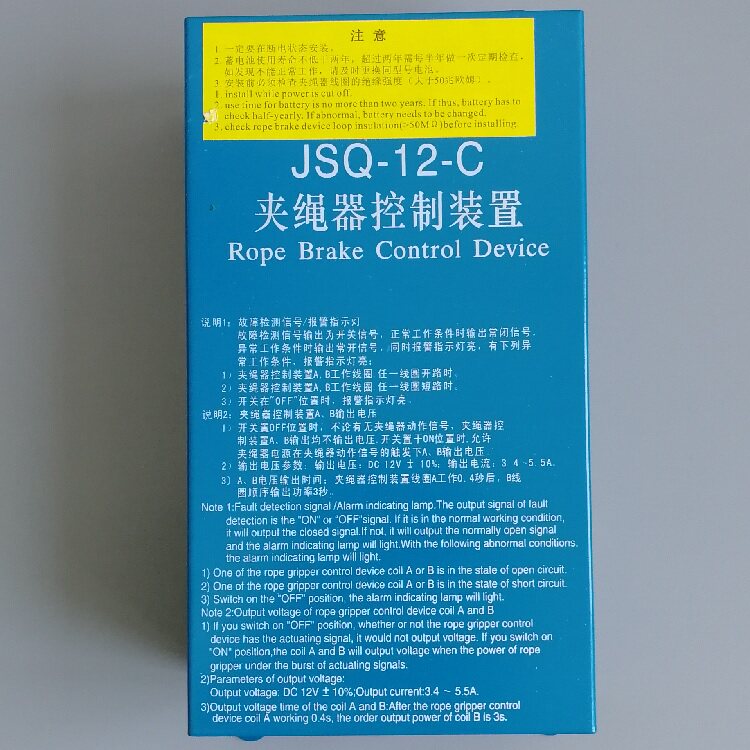 注 意
1. 一定要在断电状态安装。
2. 蓄电池使用寿命不低于两年，超过两年需每半年做一次定期检查，
如发现不能正常工作，请及时更换同型号电池。
3. 安装前必须检查夹绳器线圈的绝缘强度（大于50兆欧姆）。
1. install while power is cut off.
2. use time for battery is no more than two years. If thus, battery has to
check half-yearly. If abnormal, battery needs to be changed.
3. check rope brake device loop insulation(>50MΩ)before installing.
JSQ-12-C
夹绳器控制装置
Rope Brake Control Device
说明1：故障检测信号/报警指示灯
故障检测信号输出为开关信号，正常工作条件时输出常闭信号，
异常工作条件时输出常开信号，同时报警指示灯亮，有下列异
常工作条件，报警指示灯亮；
1）夹绳器控制装置A、B工作线圈 任一线圈开路时。
2）夹绳器控制装置A、B工作线圈 任一线圈短路时。
3）开关在"OFF"位置时，报警指示灯亮。
说明2：夹绳器控制装置A、B输出电压
1）开关置OFF位置时，不论有无夹绳器动作信号，夹绳器控
制装置A、B输出均不输出电压，开关置于ON位置时，允许
夹绳器电源在夹绳器动作信号的触发下A、B输出电压
2）输出电压参数：输出电压：DC 12V ± 10%；输出电流：3.4～5.5A.
3）A、B电压输出时间：夹绳器控制装置线圈A工作0.4秒后，B线
圈顺序输出功率3秒。
Note 1:Fault detection signal /Alarm indicating lamp.The output signal of fault
detection is the "ON" or "OFF"signal. If it is in the normal working condition,
it will output the closed signal.If not, it will output the normally open signal
and the alarm indicating lamp will light.With the following abnormal conditions,
the alarm indicating lamp will light.
1) One of the rope gripper control device coil A or B is in the state of open circuit.
2) One of the rope gripper control device coil A or B is in the state of short circuit.
3) Switch on the "OFF" position, the alarm indicating lamp will light.
Note 2:Output voltage of rope gripper control device coil A and B
1) If you switch on "OFF" position, whether or not the rope gripper control
device has the actuating signal, it would not output voltage. If you switch on
"ON" position,the coil A and B will output voltage when the power of rope
gripper under the burst of actuating signals.
2)Parameters of output voltage:
Output voltage: DC 12V ± 10%;Output current:3.4 ~ 5.5A.
3)Output voltage time of the coil A and B:After the rope gripper control
device coil A working 0.4s, the order output power of coil B is 3s.